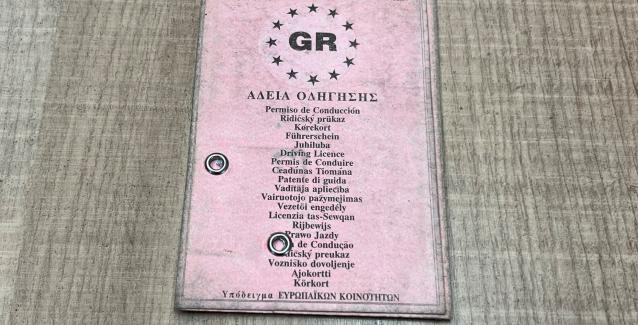 GR
ΑΔΕΙΑ ΟΔΗΓΗΣΗΣ
Permiso de Conducción
Ridičský průkaz
Kørekort
Führerschein
Juhiluba
Driving Licence
Permis de Conduire
Ceadúnas Tiomána
Patente di guida
Vadītāja apliecība
Vairuotojo pažymejimas
Vezetői engedély
Licenzia tas-Sewqan
Rijbewijs
Prawo Jazdy
de Condução
preukaz
Vozniško dovoljenje
Ajokortti
Körkort
Υπόδειγμα ΕΥΡΩΠΑΪΚΩΝ ΚΟΙΝΟΤΗΤΩΝ